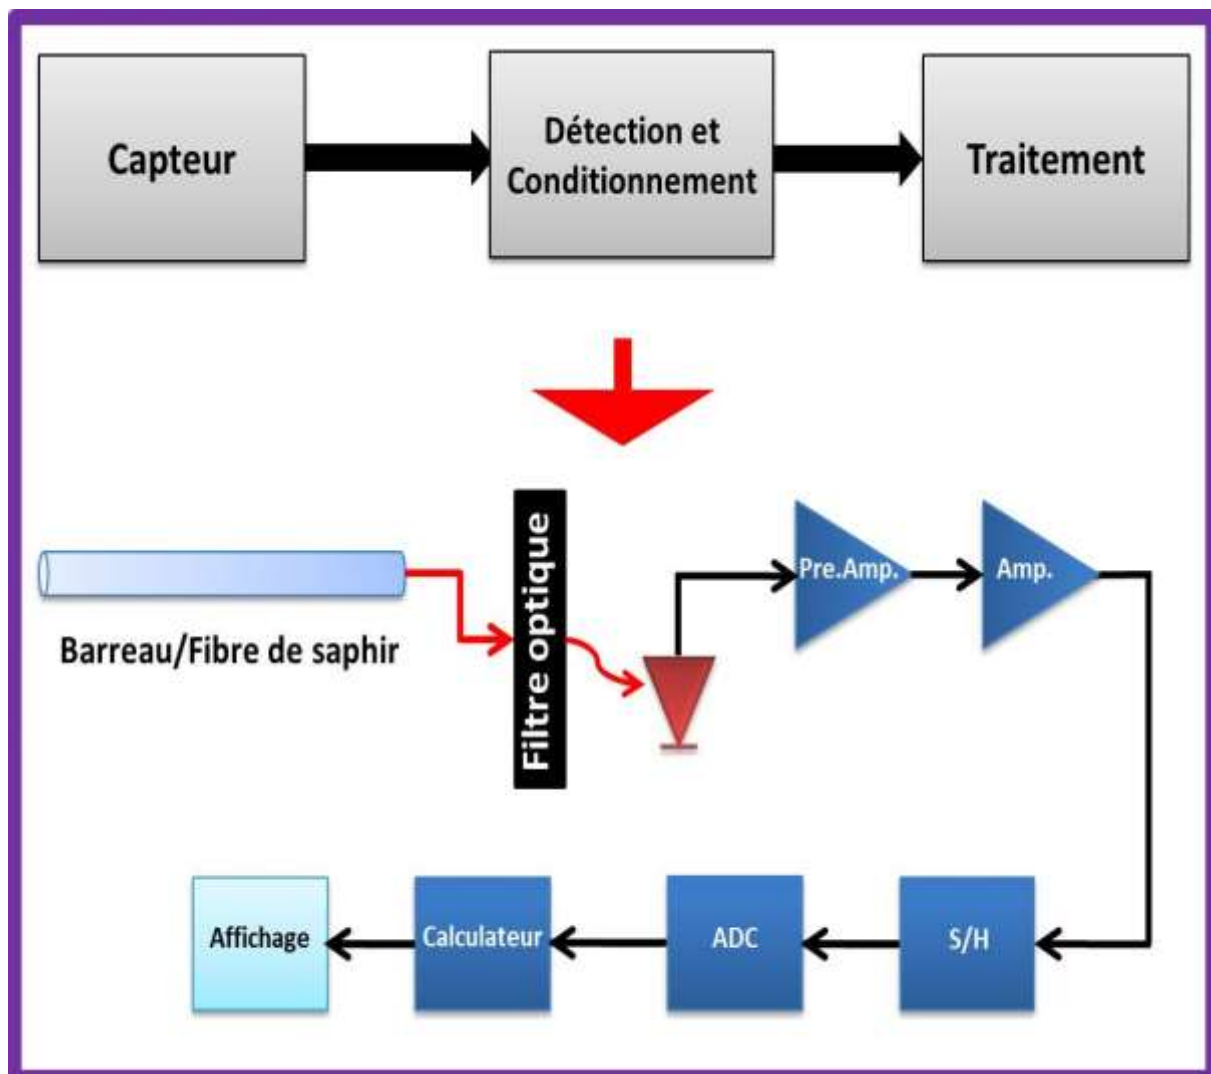 Capteur
Détection et
Conditionnement
Traitement
Barreau/Fibre de saphir
Filtre optique
Pre.Amp.
Amp.
Affichage
Calculateur
ADC
S/H